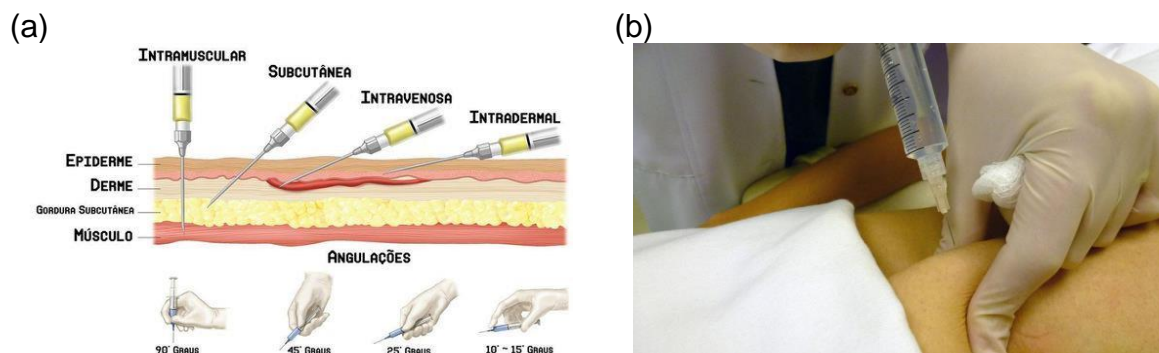 (a)
(b)
INTRAMUSCULAR
SUBCUTÂNEA
INTRAVENOSA
INTRADERMAL
EPIDERME
DERME
GORDURA SUBCUTÂNEA
MÚSCULO
ANGULAÇÕES
90° GRAUS
45° GRAUS
25° GRAUS
10° ~ 15° GRAUS